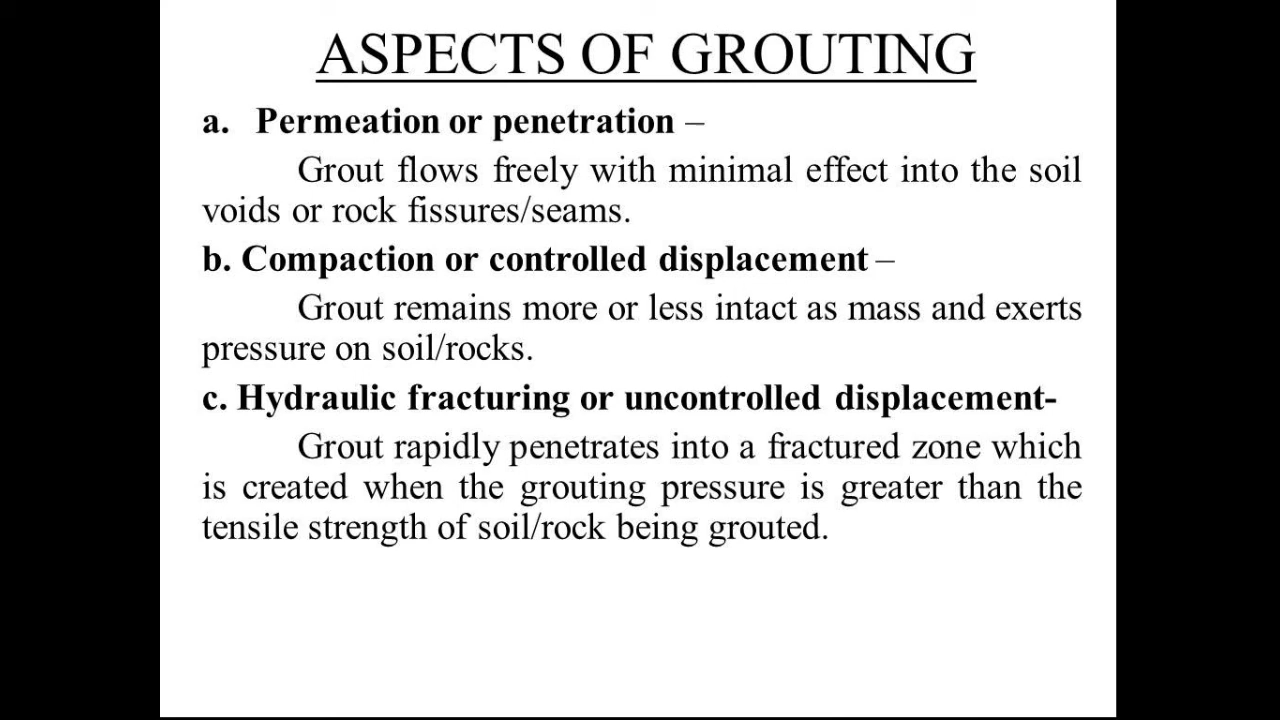 ASPECTS OF GROUTING
a. Permeation or penetration –
Grout flows freely with minimal effect into the soil
voids or rock fissures/seams.
b. Compaction or controlled displacement –
Grout remains more or less intact as mass and exerts
pressure on soil/rocks.
c. Hydraulic fracturing or uncontrolled displacement-
Grout rapidly penetrates into a fractured zone which
is created when the grouting pressure is greater than the
tensile strength of soil/rock being grouted.